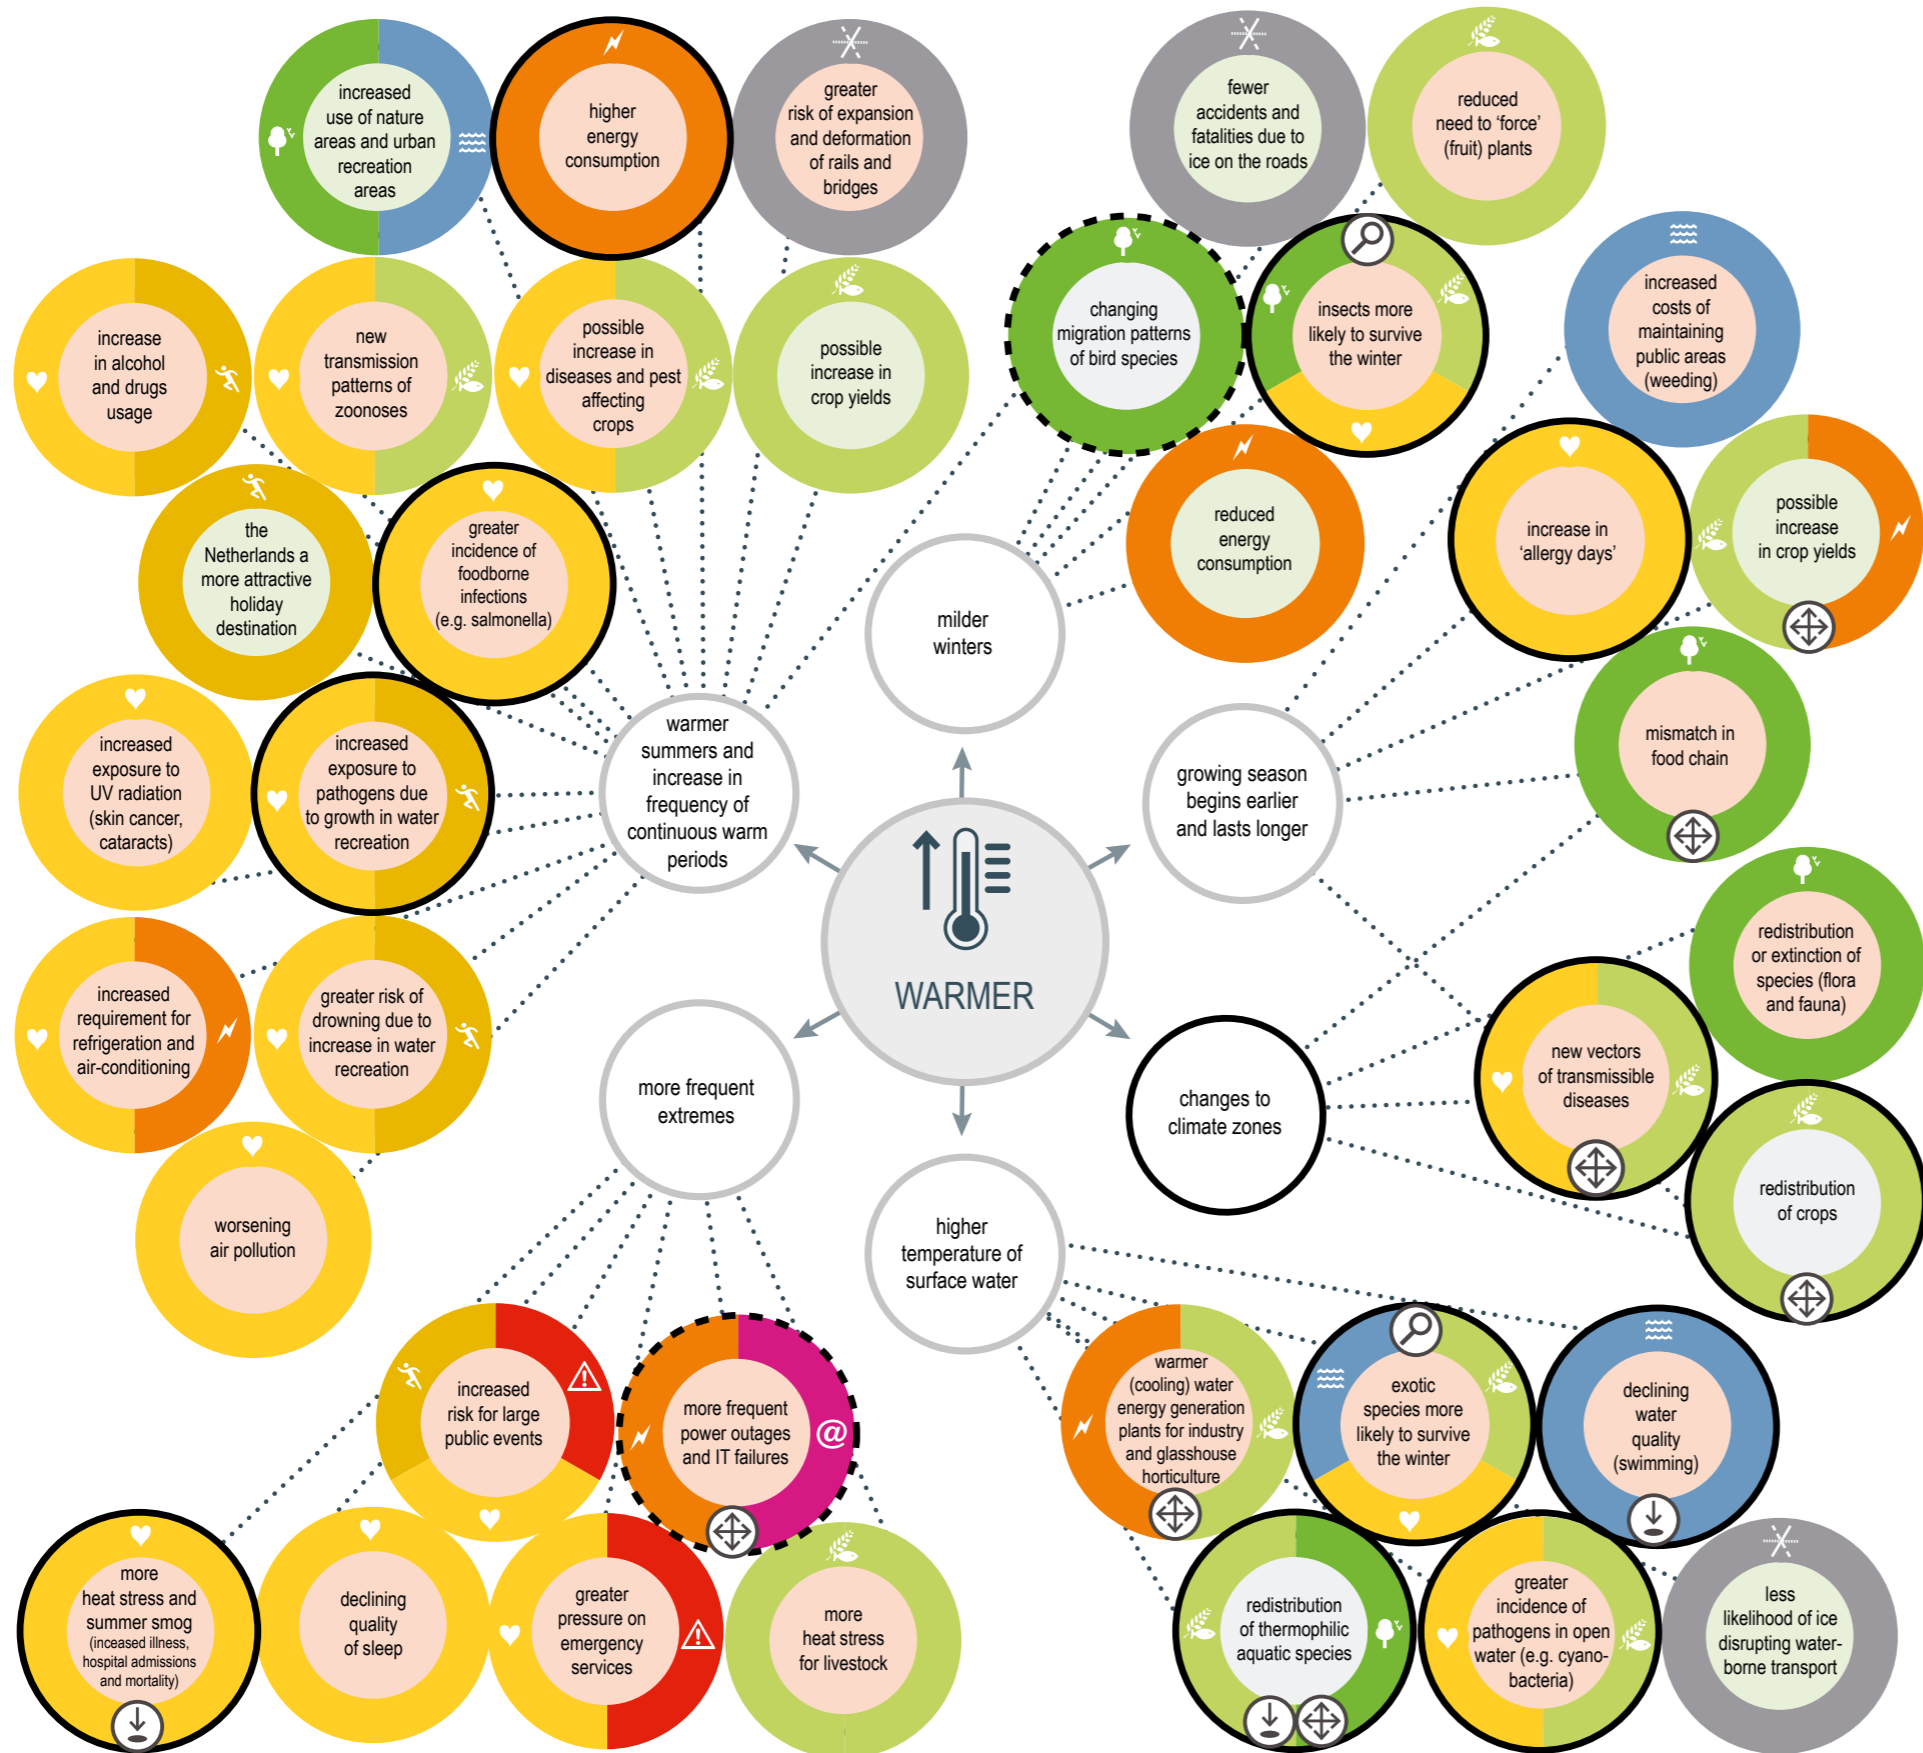 increased
use of nature
areas and urban
recreation
areas
higher
energy
consumption
greater
risk of expansion
and deformation
of rails and
bridges
fewer
accidents and
fatalities due to
ice on the roads
reduced
need to ‘force’
(fruit) plants
increase
in alcohol
and drugs
usage
new
transmission
patterns of
zoonoses
possible
increase in
diseases and pest
affecting
crops
possible
increase in
crop yields
changing
migration patterns
of bird species
insects more
likely to survive
the winter
increased
costs of
maintaining
public areas
(weeding)
the
Netherlands a
more attractive
holiday
destination
greater
incidence of
foodborne
infections
(e.g. salmonella)
reduced
energy
consumption
increase in
‘allergy days’
possible
increase
in crop yields
milder
winters
increased
exposure to
UV radiation
(skin cancer,
cataracts)
increased
exposure to
pathogens due
to growth in water
recreation
warmer
summers and
increase in
frequency of
continuous warm
periods
growing season
begins earlier
and lasts longer
mismatch in
food chain
WARMER
redistribution
or extinction of
species (flora
and fauna)
increased
requirement for
refrigeration and
air-conditioning
greater risk of
drowning due to
increase in water
recreation
more frequent
extremes
changes to
climate zones
new vectors
of transmissible
diseases
redistribution
of crops
worsening
air pollution
higher
temperature of
surface water
increased
risk for large
public events
more frequent
power outages
and IT failures
@
warmer
(cooling) water
energy generation
plants for industry
and glasshouse
horticulture
exotic
species more
likely to survive
the winter
declining
water
quality
(swimming)
more
heat stress and
summer smog
(inceased illness,
hospital admissions
and mortality)
declining
quality
of sleep
greater
pressure on
emergency
services
more
heat stress
for livestock
redistribution
of thermophilic
aquatic species
greater
incidence of
pathogens in open
water (e.g. cyano-
bacteria)
less
likelihood of ice
disrupting water-
borne transport